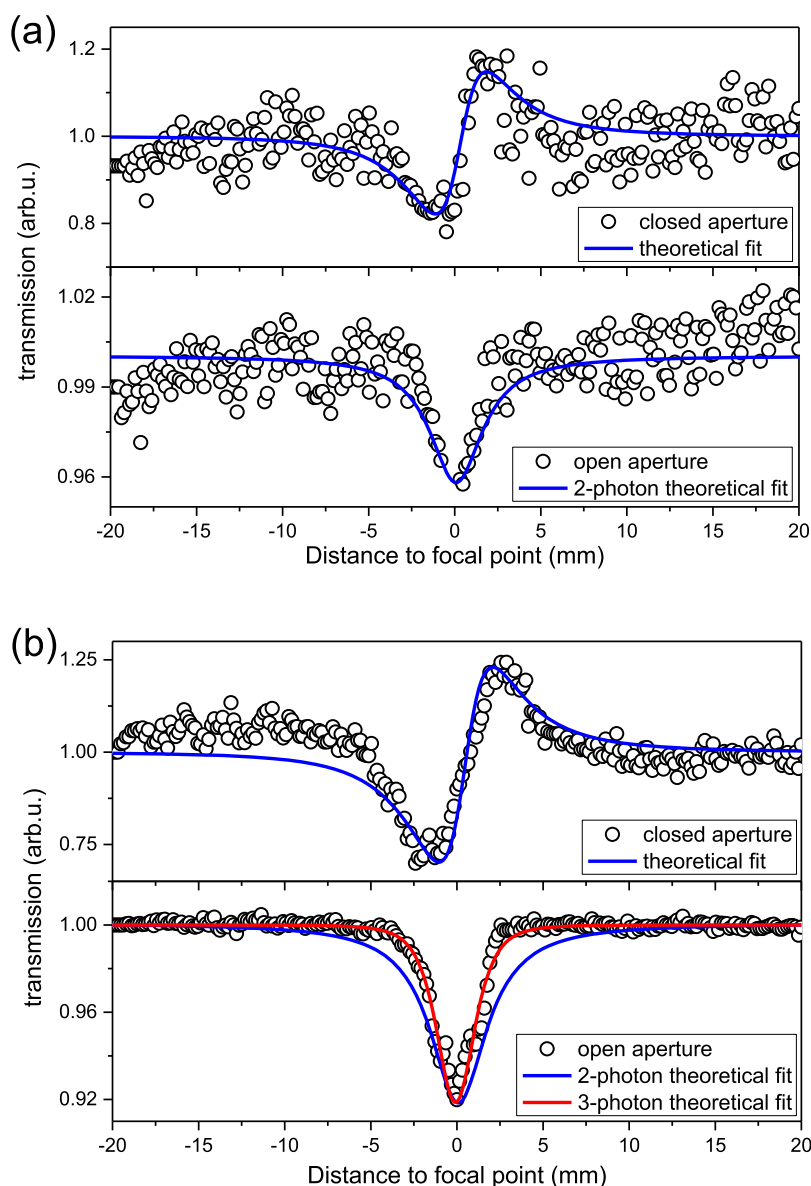 (a)
1.2
1.0
0.8
closed aperture
theoretical fit
transmission (arb.u.)
1.02
0.99
0.96
open aperture
2-photon theoretical fit
-20 -15 -10 -5 0 5 10 15 20
Distance to focal point (mm)
(b)
1.25
1.00
0.75
closed aperture
theoretical fit
transmission (arb.u.)
1.00
0.96
0.92
open aperture
2-photon theoretical fit
3-photon theoretical fit
-20 -15 -10 -5 0 5 10 15 20
Distance to focal point (mm)